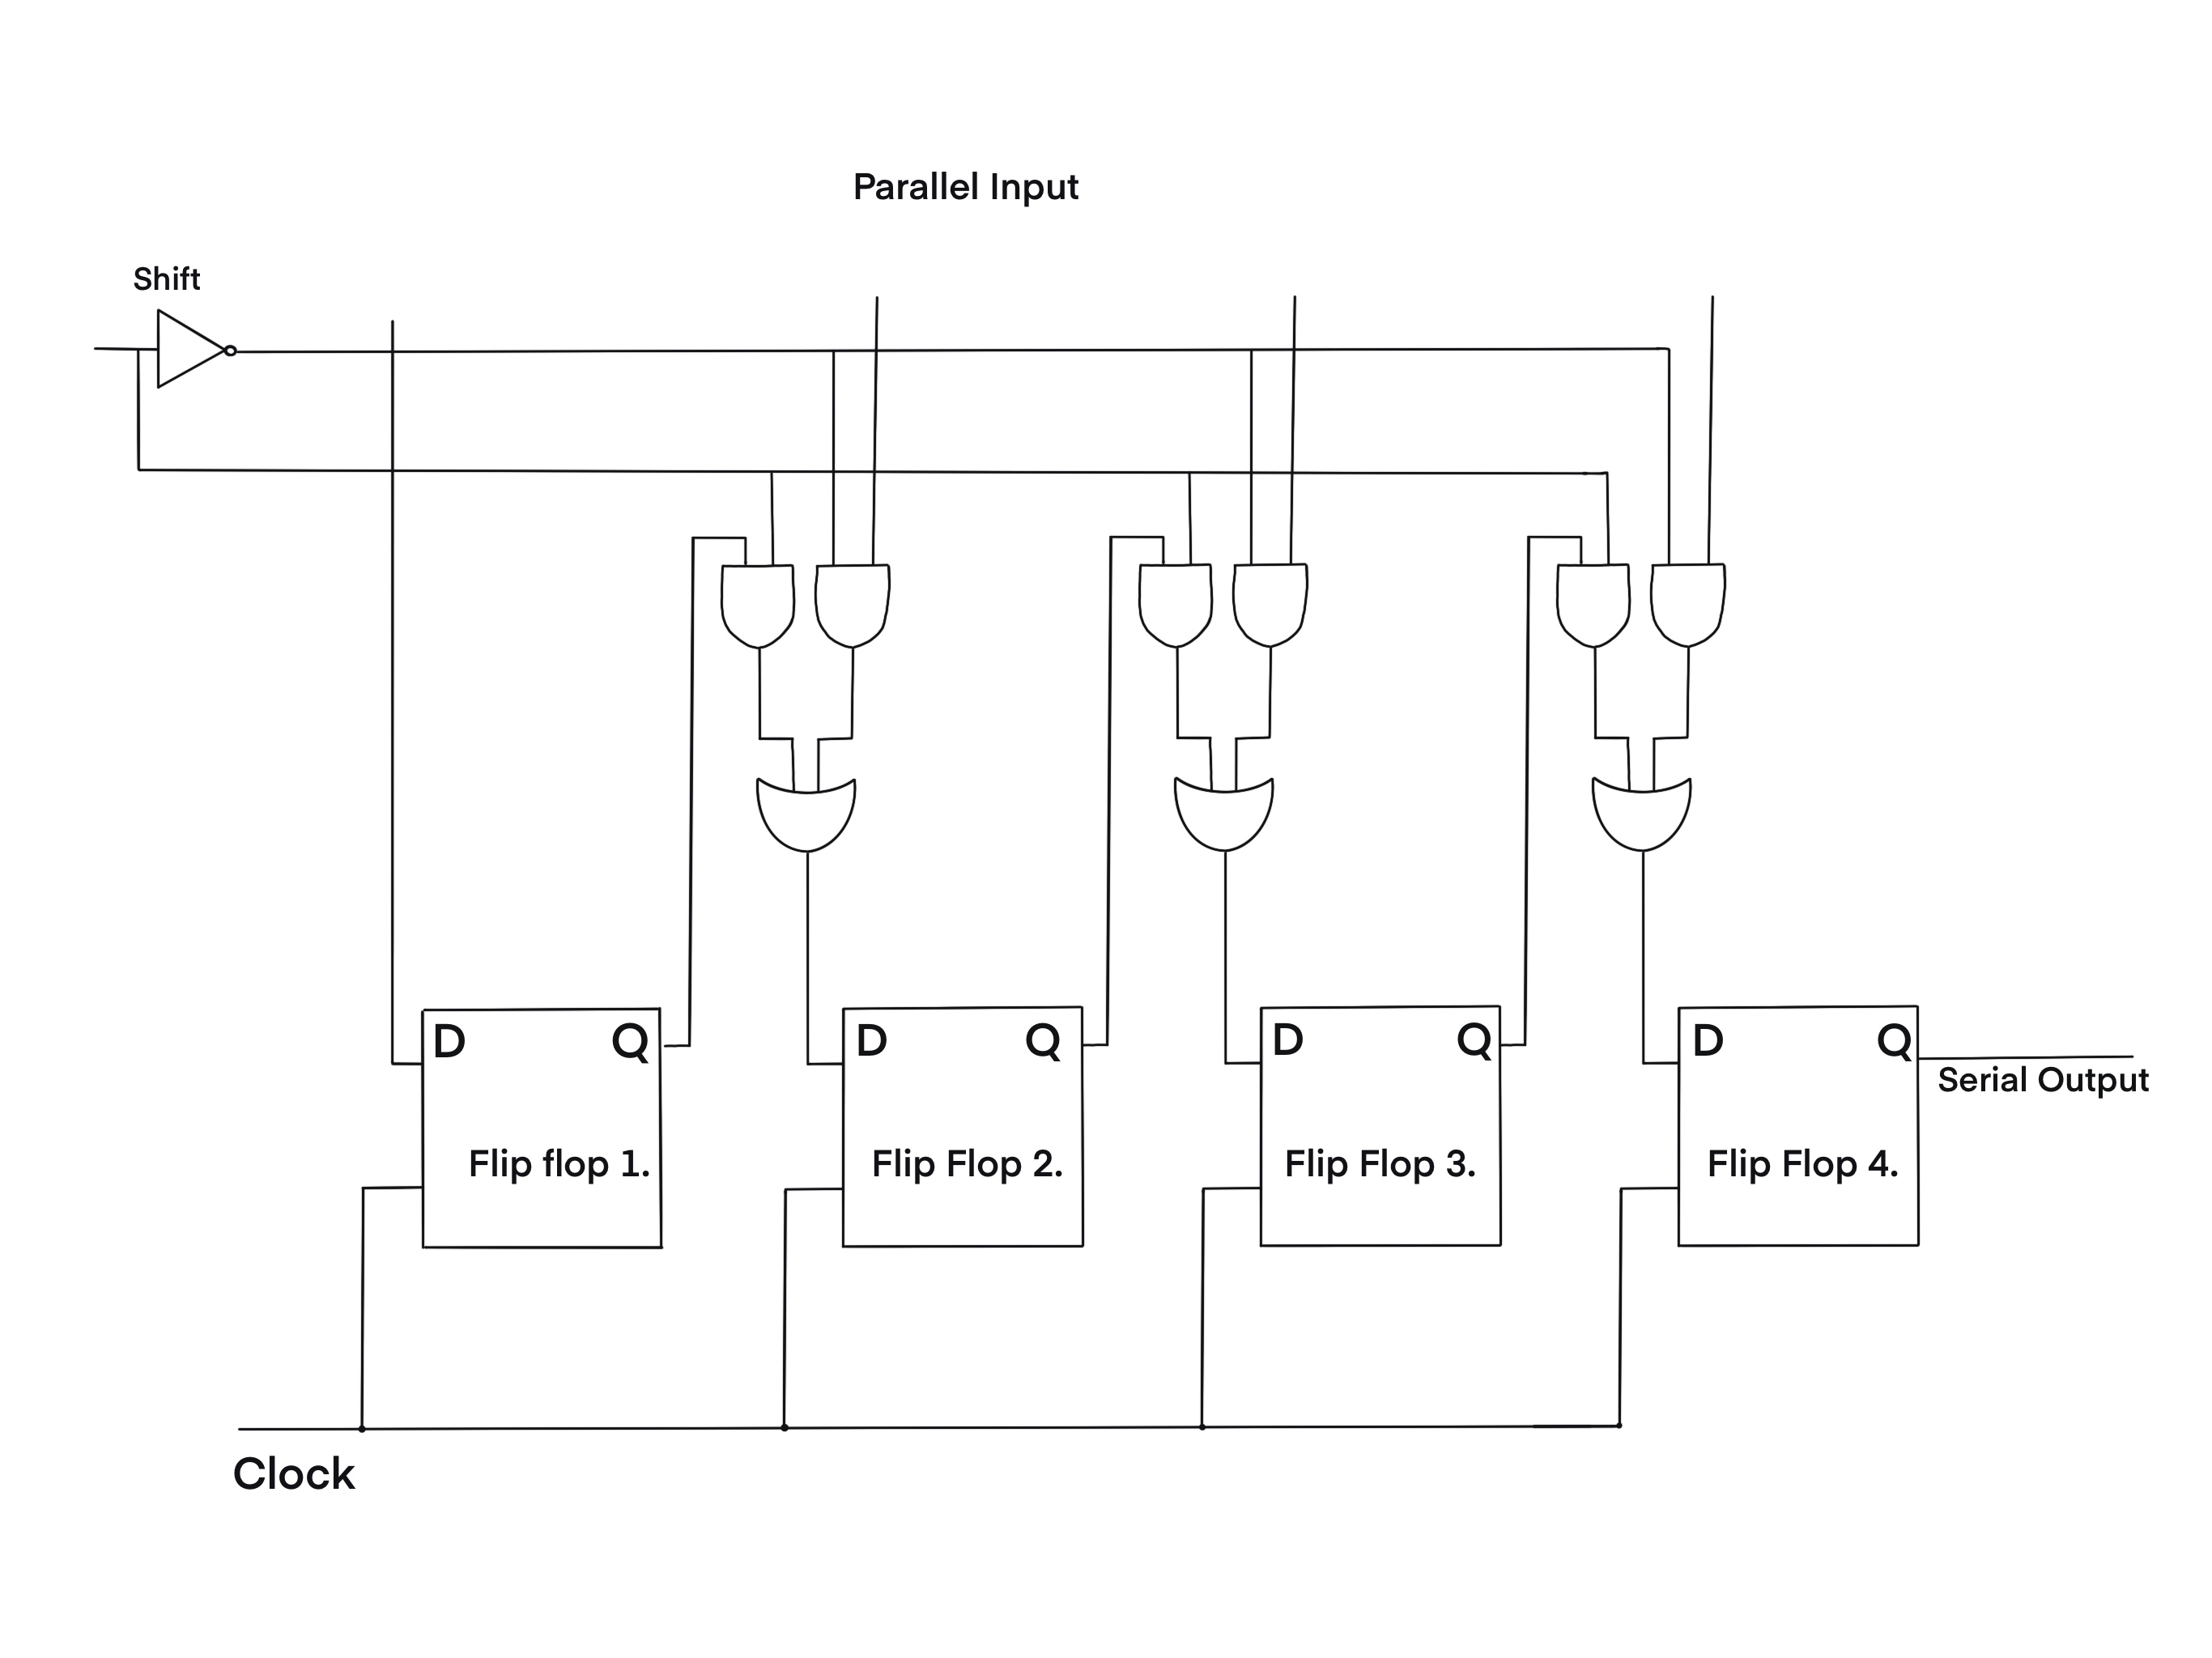 Parallel Input
Shift
D
Q
D
Q
D
Q
D
Q
Serial Output
Flip flop 1.
Flip Flop 2.
Flip Flop 3.
Flip Flop 4.
Clock